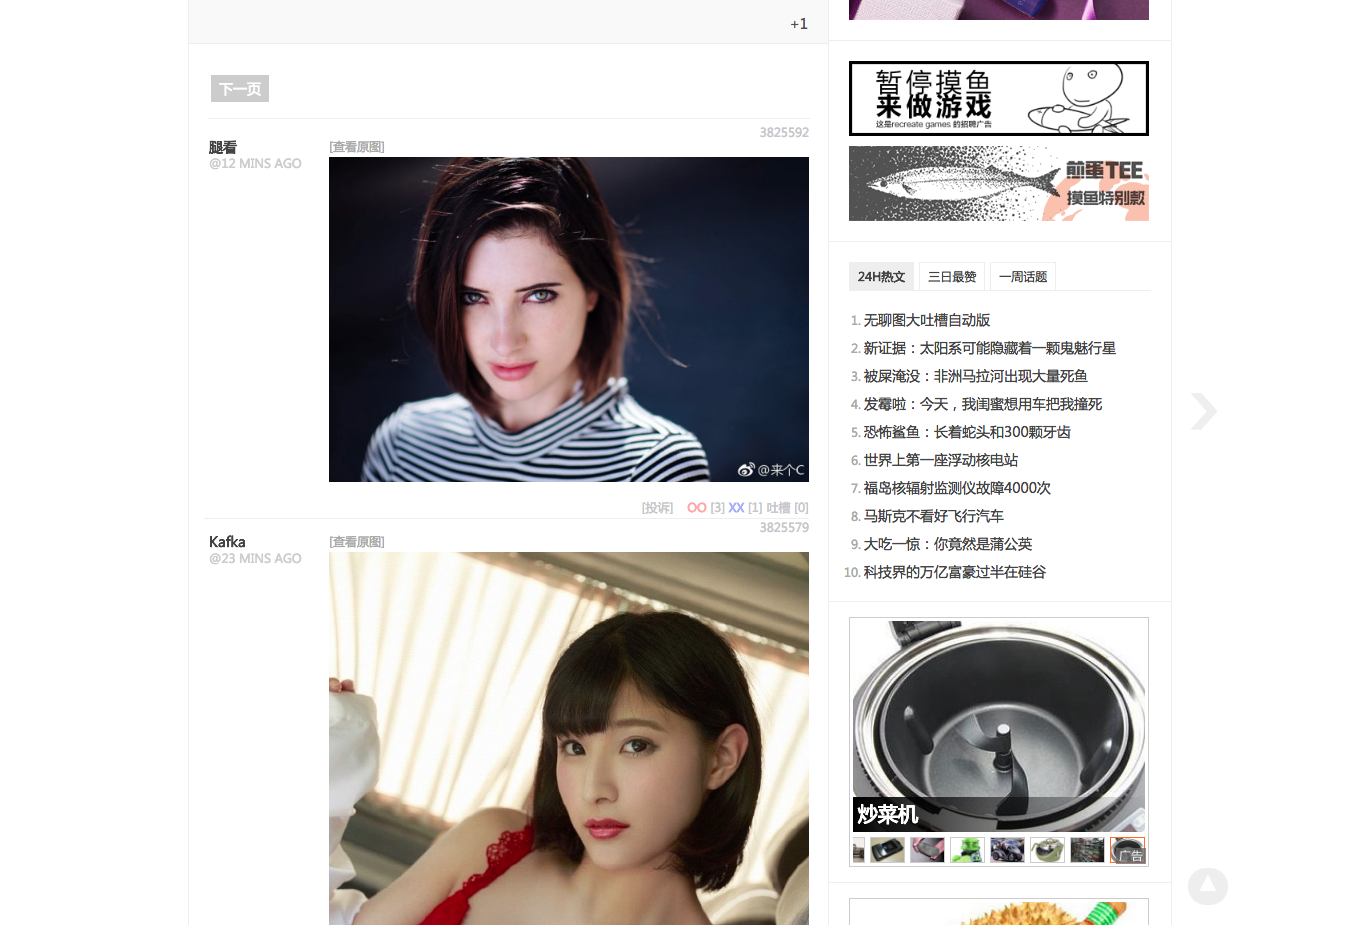 +1
下一页
3825592
腿看
@12 MINS AGO
[查看原图]
@来个C
[投诉] OO [3] XX [1] 吐槽 [0]
3825579
Kafka
@23 MINS AGO
[查看原图]
暂停摸鱼
来做游戏
这是recreate games 的招聘广告
煎蛋TEE
摸鱼特别款
24H热文 三日最赞 一周话题
1. 无聊图大吐槽自动版
2. 新证据：太阳系可能隐藏着一颗鬼魅行星
3. 被屎淹没：非洲马拉河出现大量死鱼
4. 发霉啦：今天，我闺蜜想用车把我撞死
5. 恐怖鲨鱼：长着蛇头和300颗牙齿
6. 世界上第一座浮动核电站
7. 福岛核辐射监测仪故障4000次
8. 马斯克不看好飞行汽车
9. 大吃一惊：你竟然是蒲公英
10. 科技界的万亿富豪过半在硅谷
炒菜机
广告